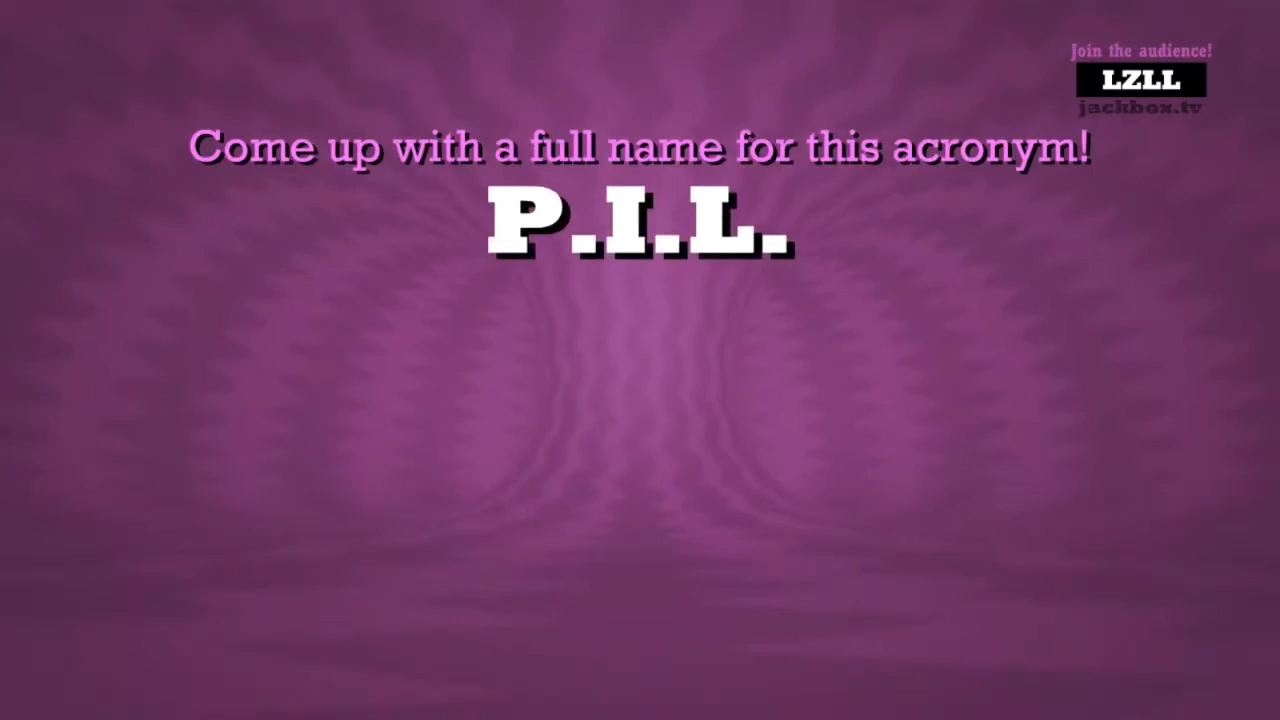 Join the audience!
LZLL
jackbox.tv
Come up with a full name for this acronym!
P.I.L.